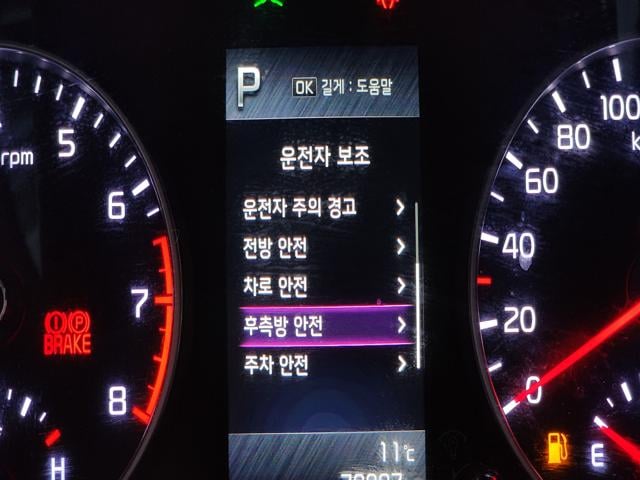 P OK 길게 : 도움말
운전자 보조
운전자 주의 경고
전방 안전
차로 안전
후측방 안전
주차 안전
11℃
rpm
5
6
7
8
H
BRAKE
100
80
60
40
20
0
E